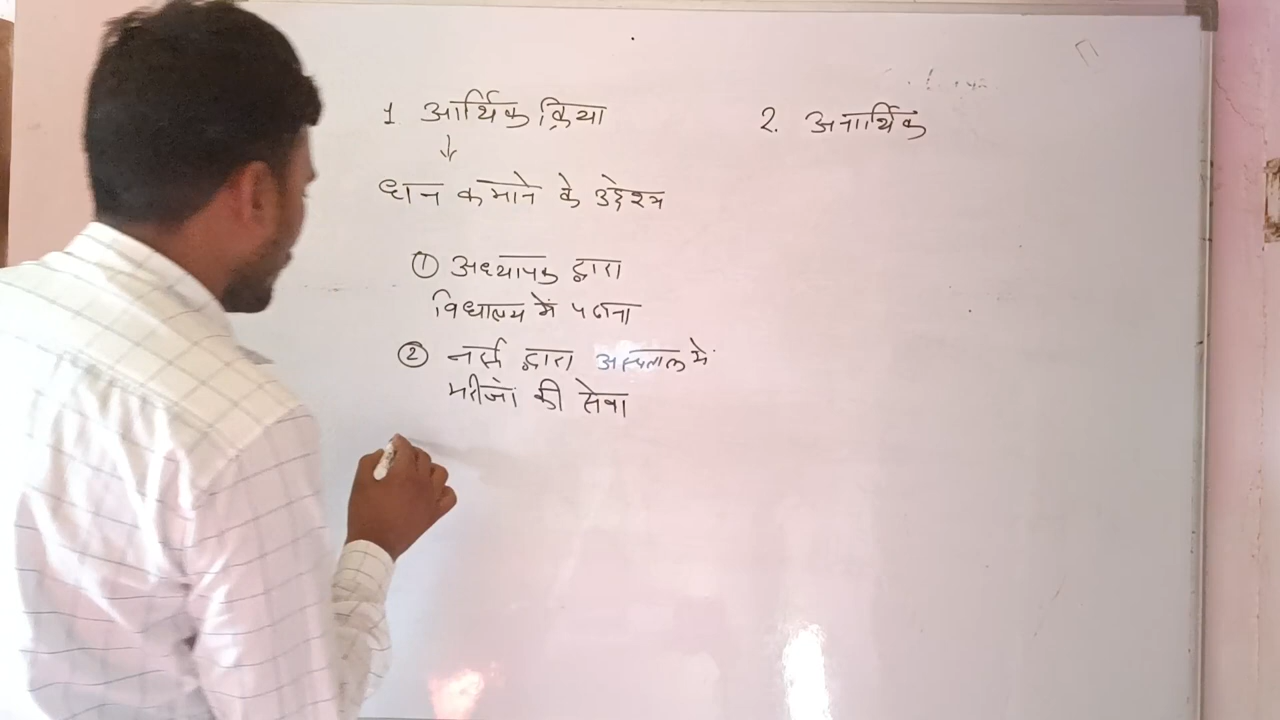 1. आर्थिक क्रिया
2. अनार्थिक
धन कमाने के उद्देश्य
① अध्यापक द्वारा
विधालय में पढाना
② नर्स द्वारा अस्पताल में
मरीजों की सेवा